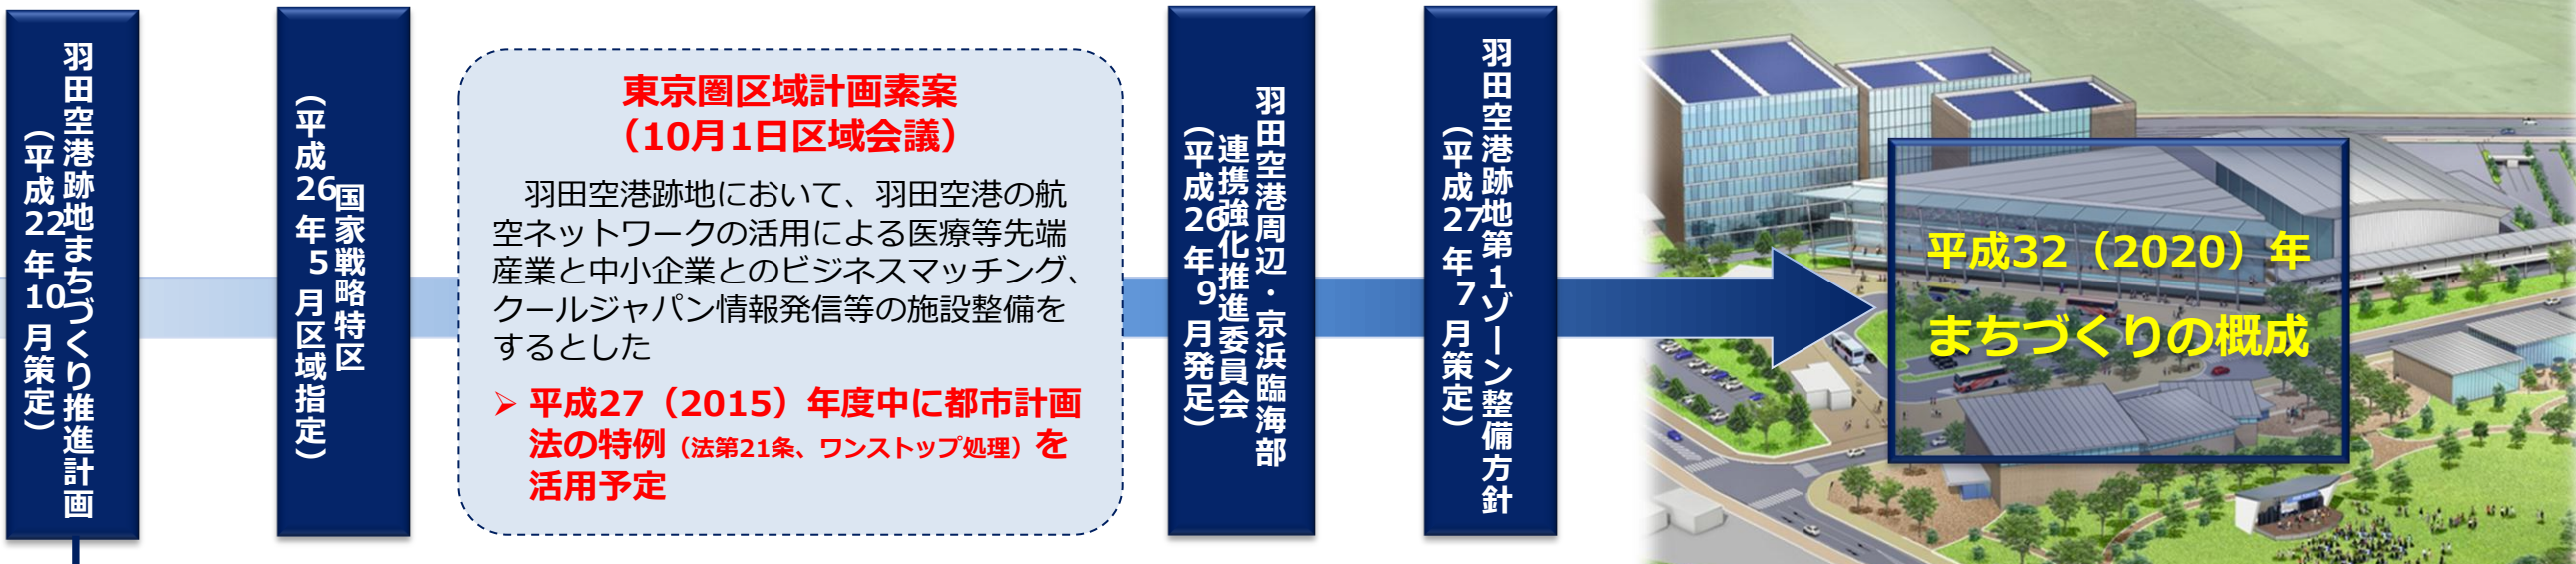 羽田空港跡地まちづくり推進計画
（平成22年10月策定）
国家戦略特区
（平成26年5月区域指定）
東京圏区域計画素案
（10月1日区域会議）
羽田空港跡地において、羽田空港の航
空ネットワークの活用による医療等先端
産業と中小企業とのビジネスマッチング、
クールジャパン情報発信等の施設整備を
するとした
➢ 平成27（2015）年度中に都市計画
法の特例（法第21条、ワンストップ処理）を
活用予定
羽田空港周辺・京浜臨海部
連携強化推進委員会
（平成26年9月発足）
羽田空港跡地第1ゾーン整備方針
（平成27年7月策定）
平成32（2020）年
まちづくりの概成